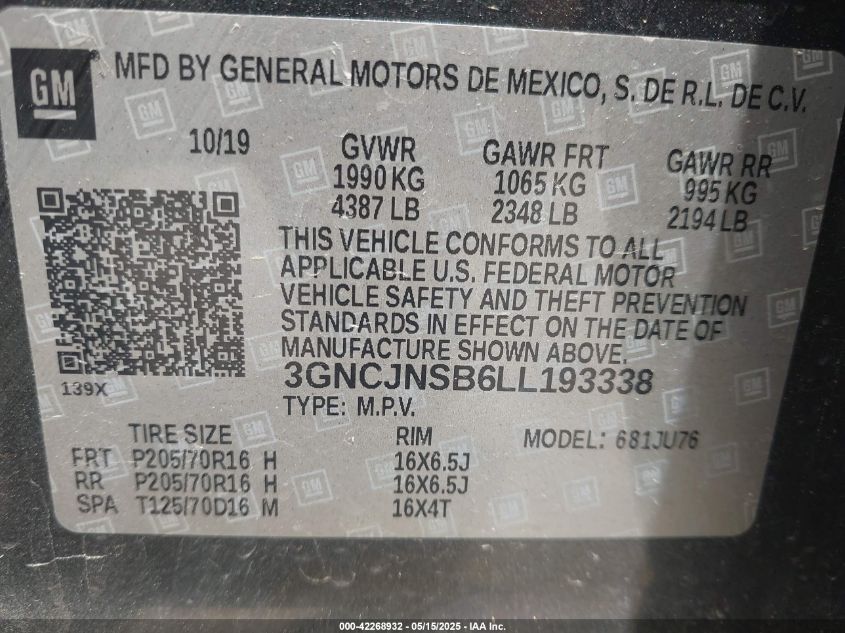 GM MFD BY GENERAL MOTORS DE MEXICO, S. DE R.L. DE C.V.
10/19 GVWR GAWR FRT GAWR RR
1990 KG 1065 KG 995 KG
4387 LB 2348 LB 2194 LB
THIS VEHICLE CONFORMS TO ALL
APPLICABLE U.S. FEDERAL MOTOR
VEHICLE SAFETY AND THEFT PREVENTION
STANDARDS IN EFFECT ON THE DATE OF
MANUFACTURE SHOWN ABOVE.
139X 3GNCJNSB6LL193338
TYPE: M.P.V.
TIRE SIZE RIM MODEL: 681JU76
FRT P205/70R16 H 16X6.5J
RR P205/70R16 H 16X6.5J
SPA T125/70D16 M 16X4T
000-42268932 - 05/15/2025 - IAA Inc.